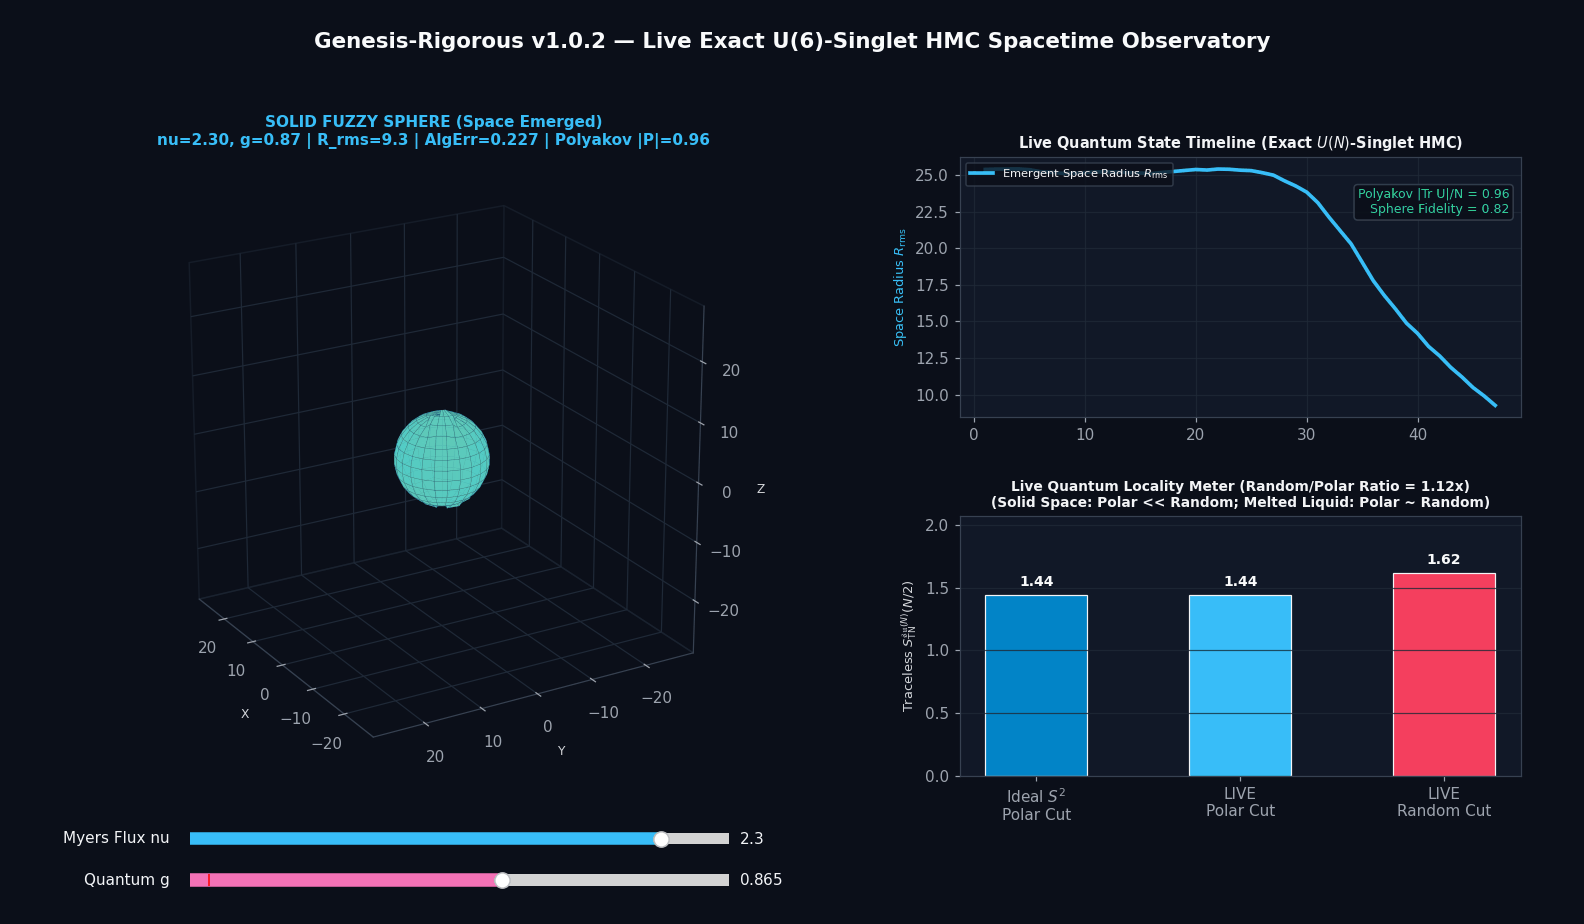 Genesis-Rigorous v1.0.2 — Live Exact U(6)-Singlet HMC Spacetime Observatory
SOLID FUZZY SPHERE (Space Emerged)
nu=2.30, g=0.87 | R_rms=9.3 | AlgErr=0.227 | Polyakov |P|=0.96
20
10
0
−10
−20
Z
20
10
0
−10
−20
X
20
10
0
−10
−20
Y
Live Quantum State Timeline (Exact U(N)-Singlet HMC)
Emergent Space Radius Rrms
Polyakov |Tr U|/N = 0.96
Sphere Fidelity = 0.82
Space Radius Rrms
25.0
22.5
20.0
17.5
15.0
12.5
10.0
0 10 20 30 40
Live Quantum Locality Meter (Random/Polar Ratio = 1.12x)
(Solid Space: Polar << Random; Melted Liquid: Polar ~ Random)
2.0
1.5
1.0
0.5
0.0
1.44 1.44 1.62
Ideal S² LIVE LIVE
Polar Cut Polar Cut Random Cut
Myers Flux nu 2.3
Quantum g 0.865